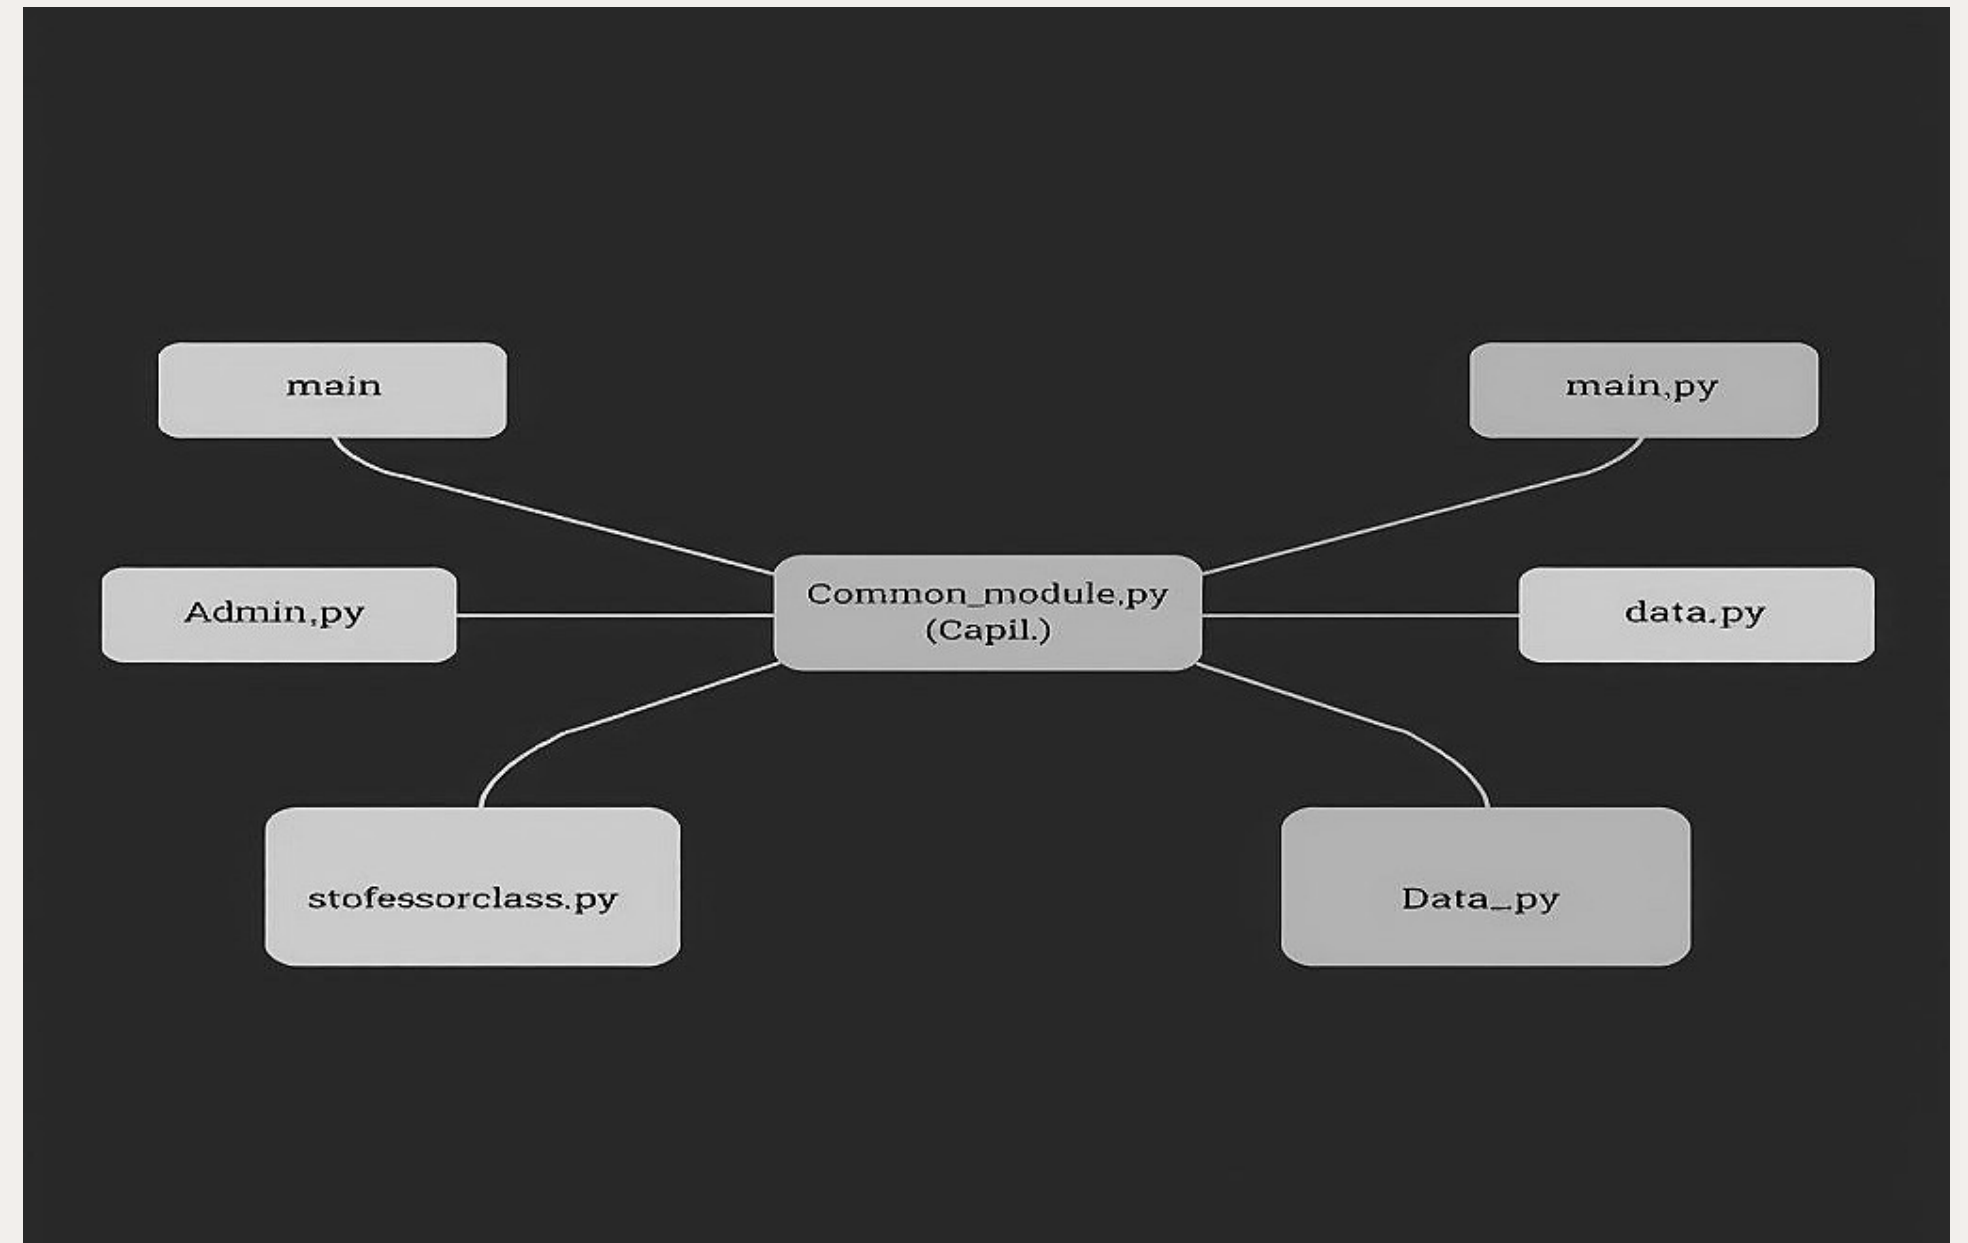 main
main,py
Admin,py
Common_module,py
(Capil.)
data.py
stofessorclass.py
Data_py